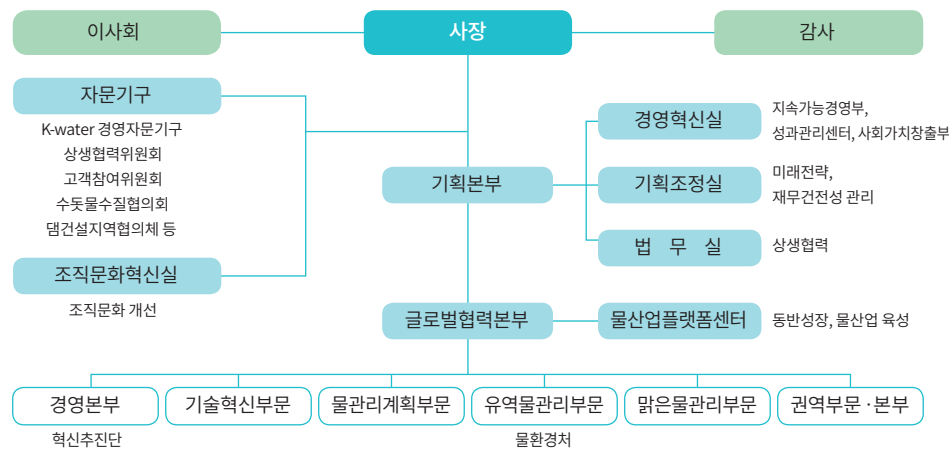 이사회
사장
감사
자문기구
K-water 경영자문기구
상생협력위원회
고객참여위원회
수돗물수질협의회
댐건설지역협의체 등
조직문화혁신실
조직문화 개선
기획본부
경영혁신실
지속가능경영부,
성과관리센터, 사회가치창출부
기획조정실
미래전략,
재무건전성 관리
법 무 실
상생협력
글로벌협력본부
물산업플랫폼센터
동반성장, 물산업 육성
경영본부
혁신추진단
기술혁신부문
물관리계획부문
유역물관리부문
물환경처
맑은물관리부문
권역부문 · 본부